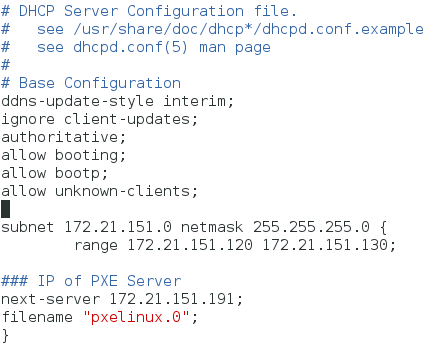 # DHCP Server Configuration file.
#   see /usr/share/doc/dhcp*/dhcpd.conf.example
#   see dhcpd.conf(5) man page
#
# Base Configuration
ddns-update-style interim;
ignore client-updates;
authoritative;
allow booting;
allow bootp;
allow unknown-clients;

subnet 172.21.151.0 netmask 255.255.255.0 {
        range 172.21.151.120 172.21.151.130;

### IP of PXE Server
next-server 172.21.151.191;
filename "pxelinux.0";
}